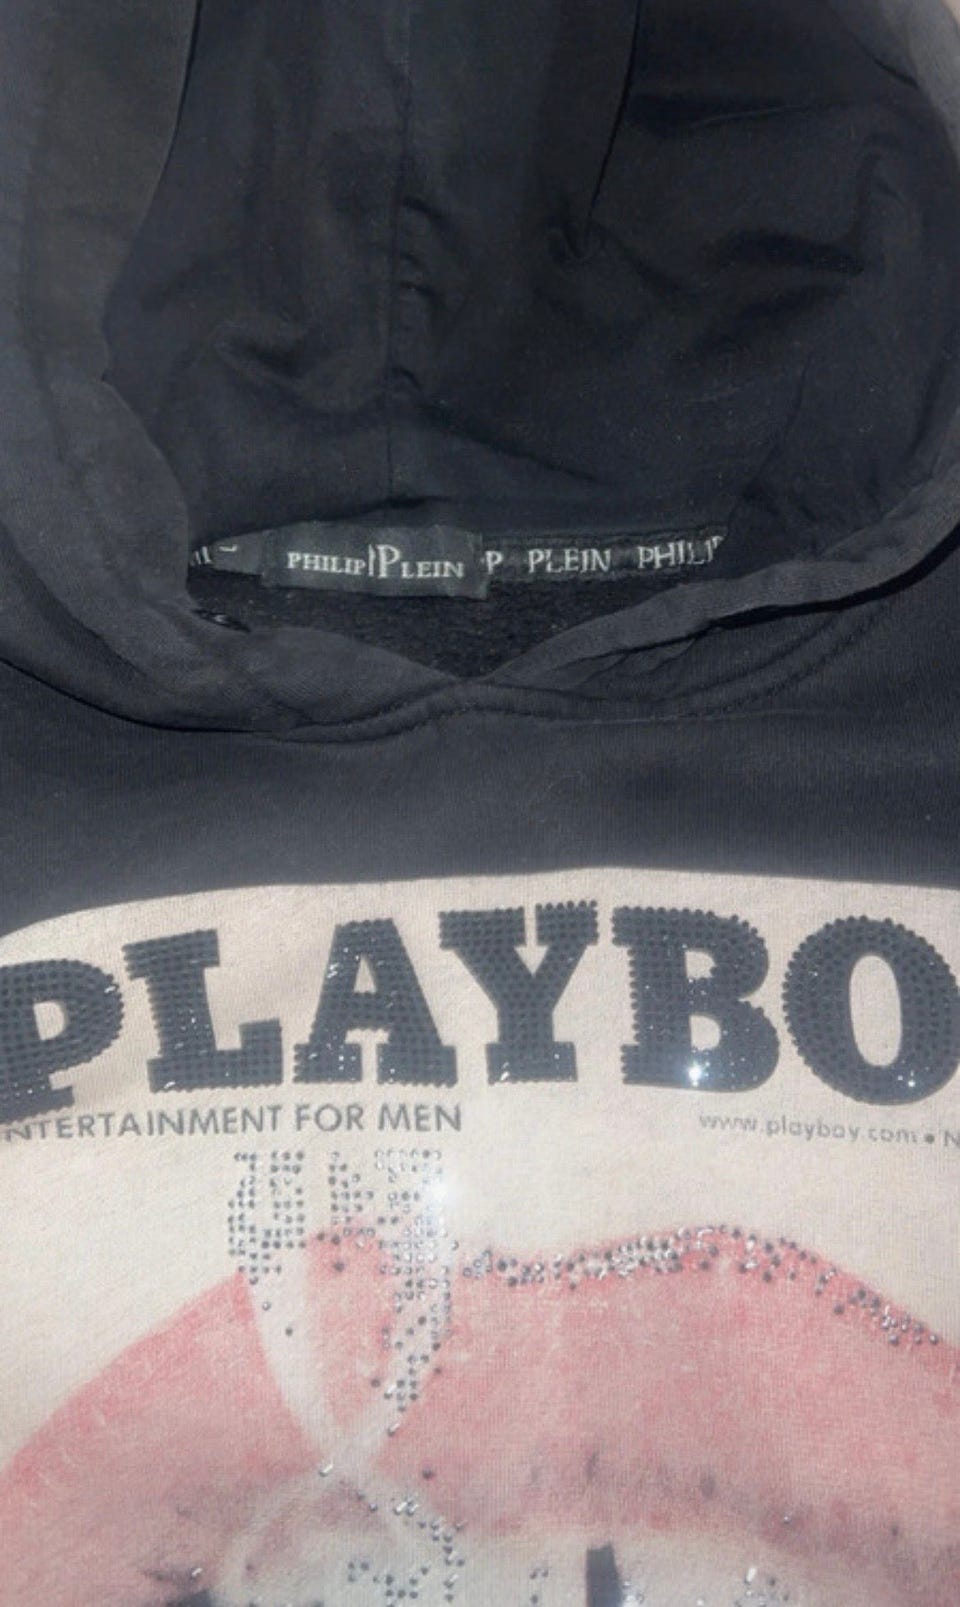 PHILIP PLEIN P PLEIN PHILIP
PLAYBO
ENTERTAINMENT FOR MEN
www.playboy.com • N